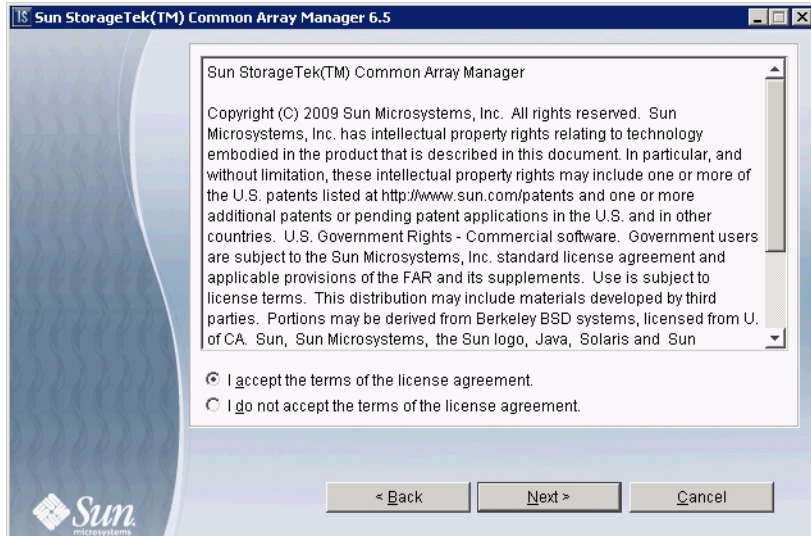 Sun StorageTek(TM) Common Array Manager 6.5
Sun StorageTek(TM) Common Array Manager
Copyright (C) 2009 Sun Microsystems, Inc. All rights reserved. Sun
Microsystems, Inc. has intellectual property rights relating to technology
embodied in the product that is described in this document. In particular, and
without limitation, these intellectual property rights may include one or more of
the U.S. patents listed at http://www.sun.com/patents and one or more
additional patents or pending patent applications in the U.S. and in other
countries. U.S. Government Rights - Commercial software. Government users
are subject to the Sun Microsystems, Inc. standard license agreement and
applicable provisions of the FAR and its supplements. Use is subject to
license terms. This distribution may include materials developed by third
parties. Portions may be derived from Berkeley BSD systems, licensed from U.
of CA. Sun, Sun Microsystems, the Sun logo, Java, Solaris and Sun
I accept the terms of the license agreement.
I do not accept the terms of the license agreement.
< Back
Next >
Cancel
Sun
microsystems